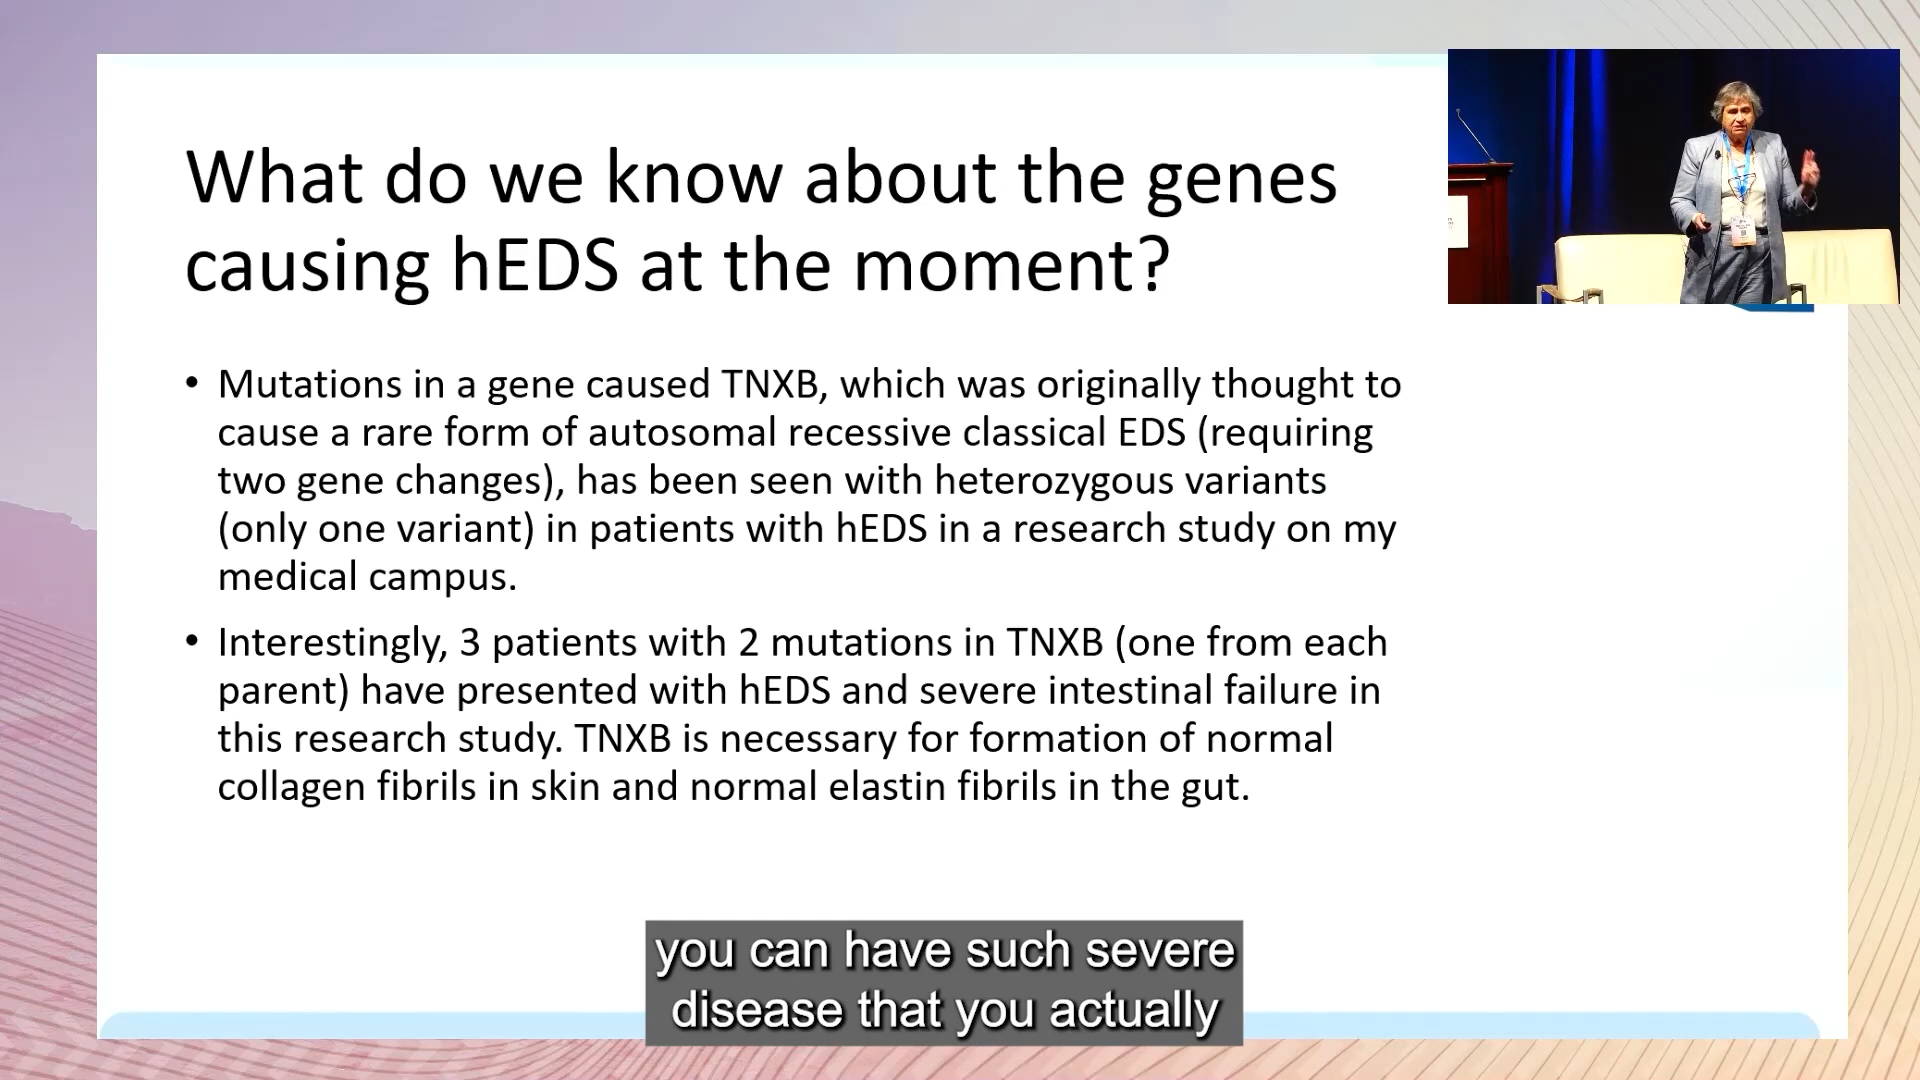 What do we know about the genes
causing hEDS at the moment?
• Mutations in a gene caused TNXB, which was originally thought to
cause a rare form of autosomal recessive classical EDS (requiring
two gene changes), has been seen with heterozygous variants
(only one variant) in patients with hEDS in a research study on my
medical campus.
• Interestingly, 3 patients with 2 mutations in TNXB (one from each
parent) have presented with hEDS and severe intestinal failure in
this research study. TNXB is necessary for formation of normal
collagen fibrils in skin and normal elastin fibrils in the gut.
you can have such severe
disease that you actually